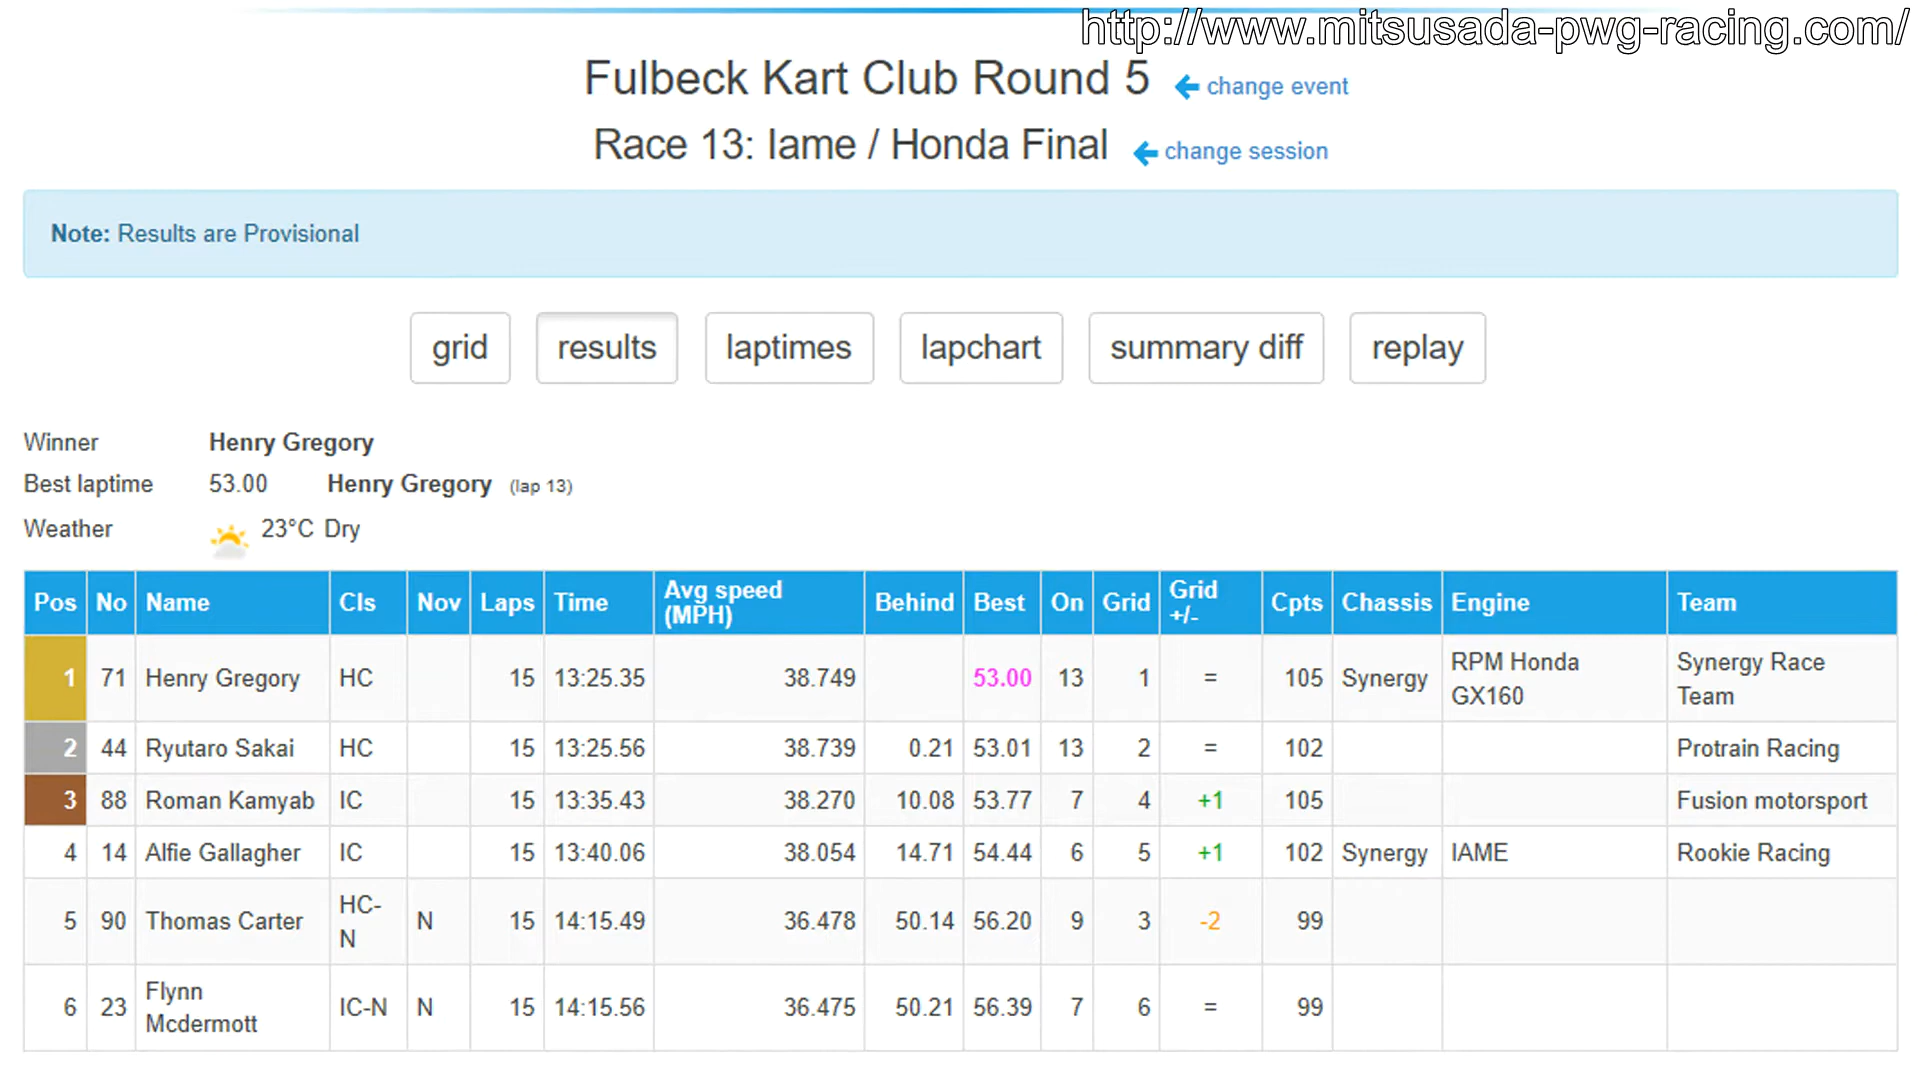 http://www.mitsusada-pwg-racing.com/
Fulbeck Kart Club Round 5 change event
Race 13: Iame / Honda Final change session
Note: Results are Provisional
grid results laptimes lapchart summary diff replay
Winner Henry Gregory
Best laptime 53.00 Henry Gregory (lap 13)
Weather 23°C Dry
Pos No Name Cls Nov Laps Time Avg speed (MPH) Behind Best On Grid Grid +/- Cpts Chassis Engine Team
1 71 Henry Gregory HC 15 13:25.35 38.749 53.00 13 1 = 105 Synergy RPM Honda GX160 Synergy Race Team
2 44 Ryutaro Sakai HC 15 13:25.56 38.739 0.21 53.01 13 2 = 102 Protrain Racing
3 88 Roman Kamyab IC 15 13:35.43 38.270 10.08 53.77 7 4 +1 105 Fusion motorsport
4 14 Alfie Gallagher IC 15 13:40.06 38.054 14.71 54.44 6 5 +1 102 Synergy IAME Rookie Racing
5 90 Thomas Carter HC-N N 15 14:15.49 36.478 50.14 56.20 9 3 -2 99
6 23 Flynn Mcdermott IC-N N 15 14:15.56 36.475 50.21 56.39 7 6 = 99